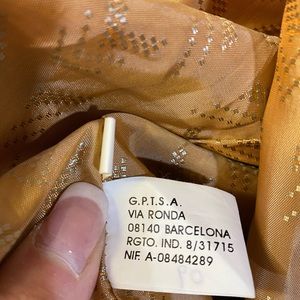 G.P.T.S.A.
VIA RONDA
08140 BARCELONA
RGTO. IND. 8/31715
NIF. A-08484289